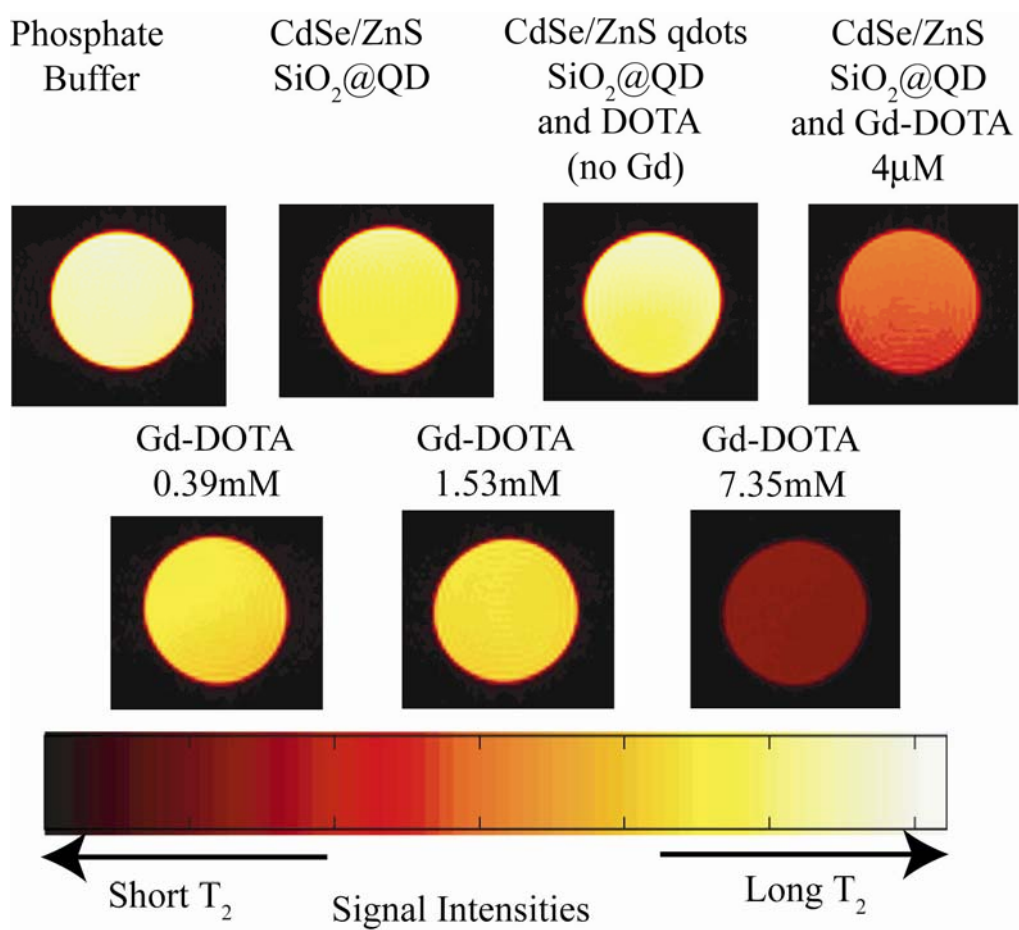 Phosphate
Buffer
CdSe/ZnS
SiO₂@QD
CdSe/ZnS qdots
SiO₂@QD
and DOTA
(no Gd)
CdSe/ZnS
SiO₂@QD
and Gd-DOTA
4μM
Gd-DOTA
0.39mM
Gd-DOTA
1.53mM
Gd-DOTA
7.35mM
Short T₂
Signal Intensities
Long T₂